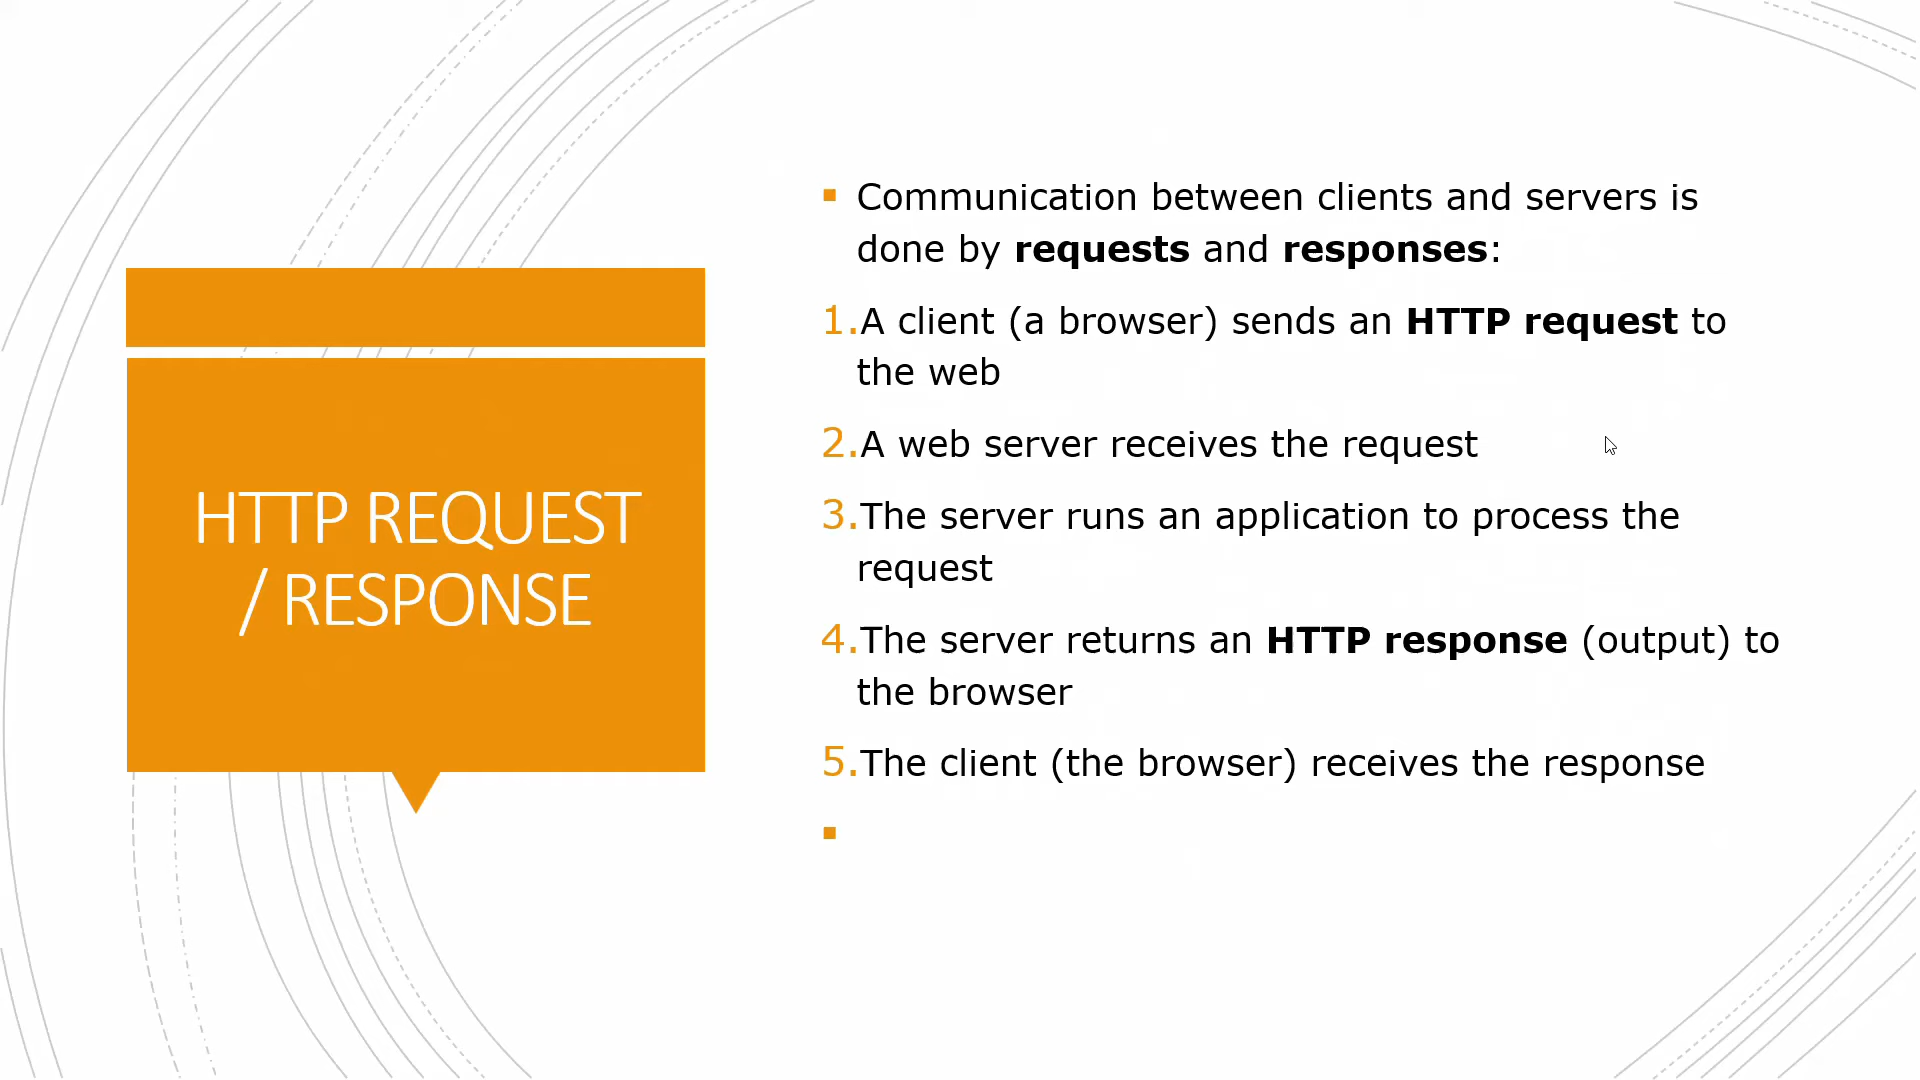 HTTP REQUEST
/ RESPONSE
Communication between clients and servers is
done by requests and responses:
1.A client (a browser) sends an HTTP request to
the web
2.A web server receives the request
3.The server runs an application to process the
request
4.The server returns an HTTP response (output) to
the browser
5.The client (the browser) receives the response